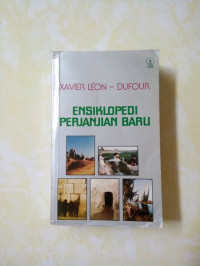 XAVIER LÉON – DUFOUR
ENSIKLOPEDI
PERJANJIAN BARU